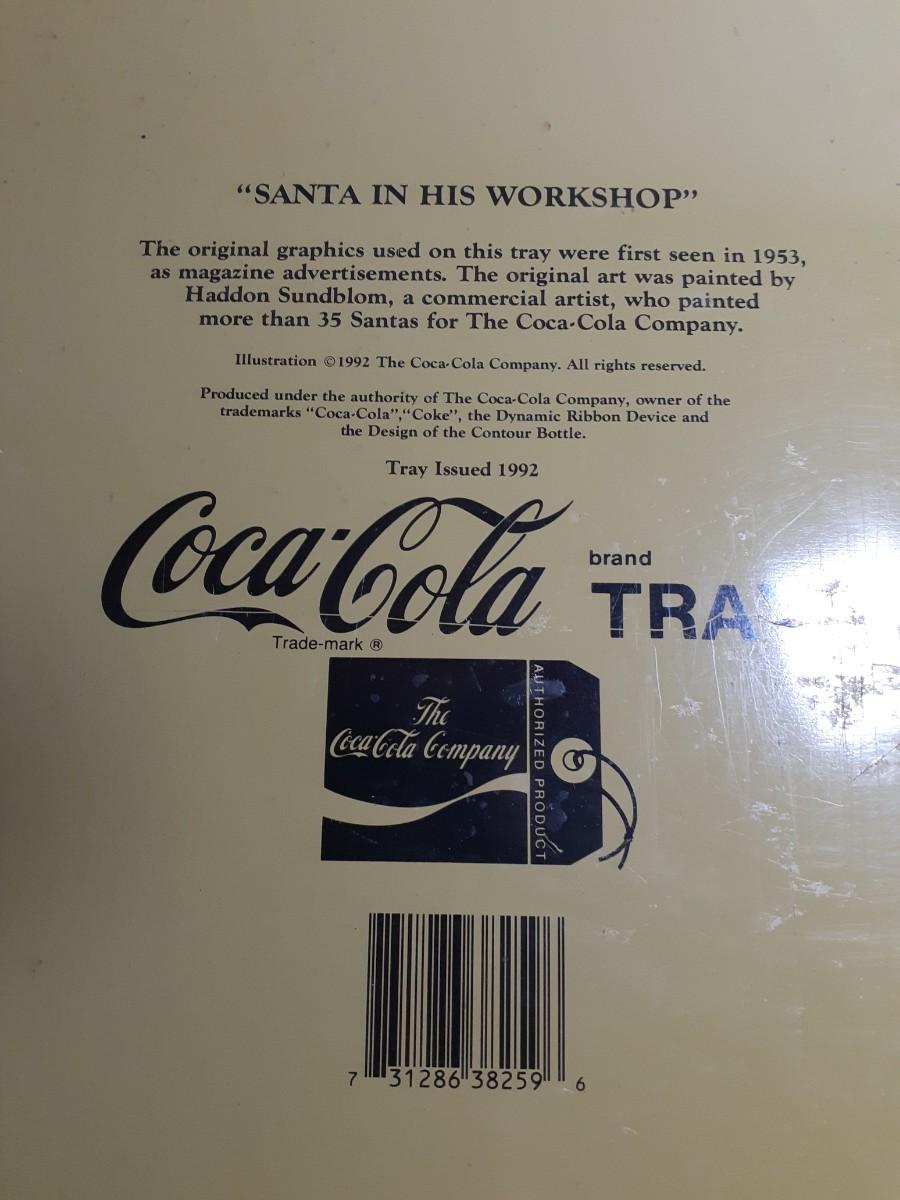 “SANTA IN HIS WORKSHOP”
The original graphics used on this tray were first seen in 1953,
as magazine advertisements. The original art was painted by
Haddon Sundblom, a commercial artist, who painted
more than 35 Santas for The Coca-Cola Company.
Illustration ©1992 The Coca-Cola Company. All rights reserved.
Produced under the authority of The Coca-Cola Company, owner of the
trademarks “Coca-Cola”,“Coke”, the Dynamic Ribbon Device and
the Design of the Contour Bottle.
Tray Issued 1992
Coca-Cola
Trade-mark ®
brand
TRA
The
Coca-Cola Company
AUTHORIZED PRODUCT
7 31286 38259 6